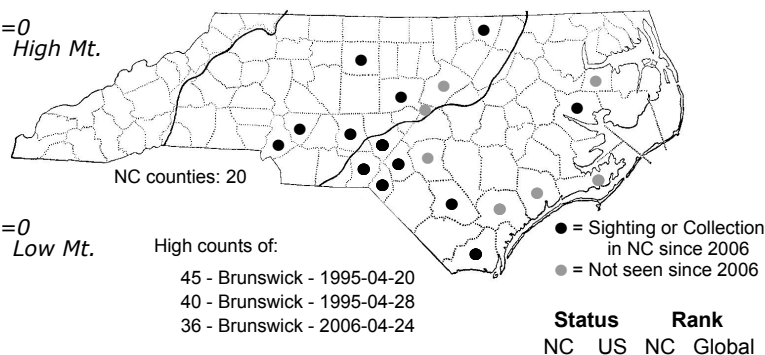 =0
High Mt.
NC counties: 20
=0
Low Mt.
High counts of:
45 - Brunswick - 1995-04-20
40 - Brunswick - 1995-04-28
36 - Brunswick - 2006-04-24
= Sighting or Collection
in NC since 2006
= Not seen since 2006
Status Rank
NC US NC Global